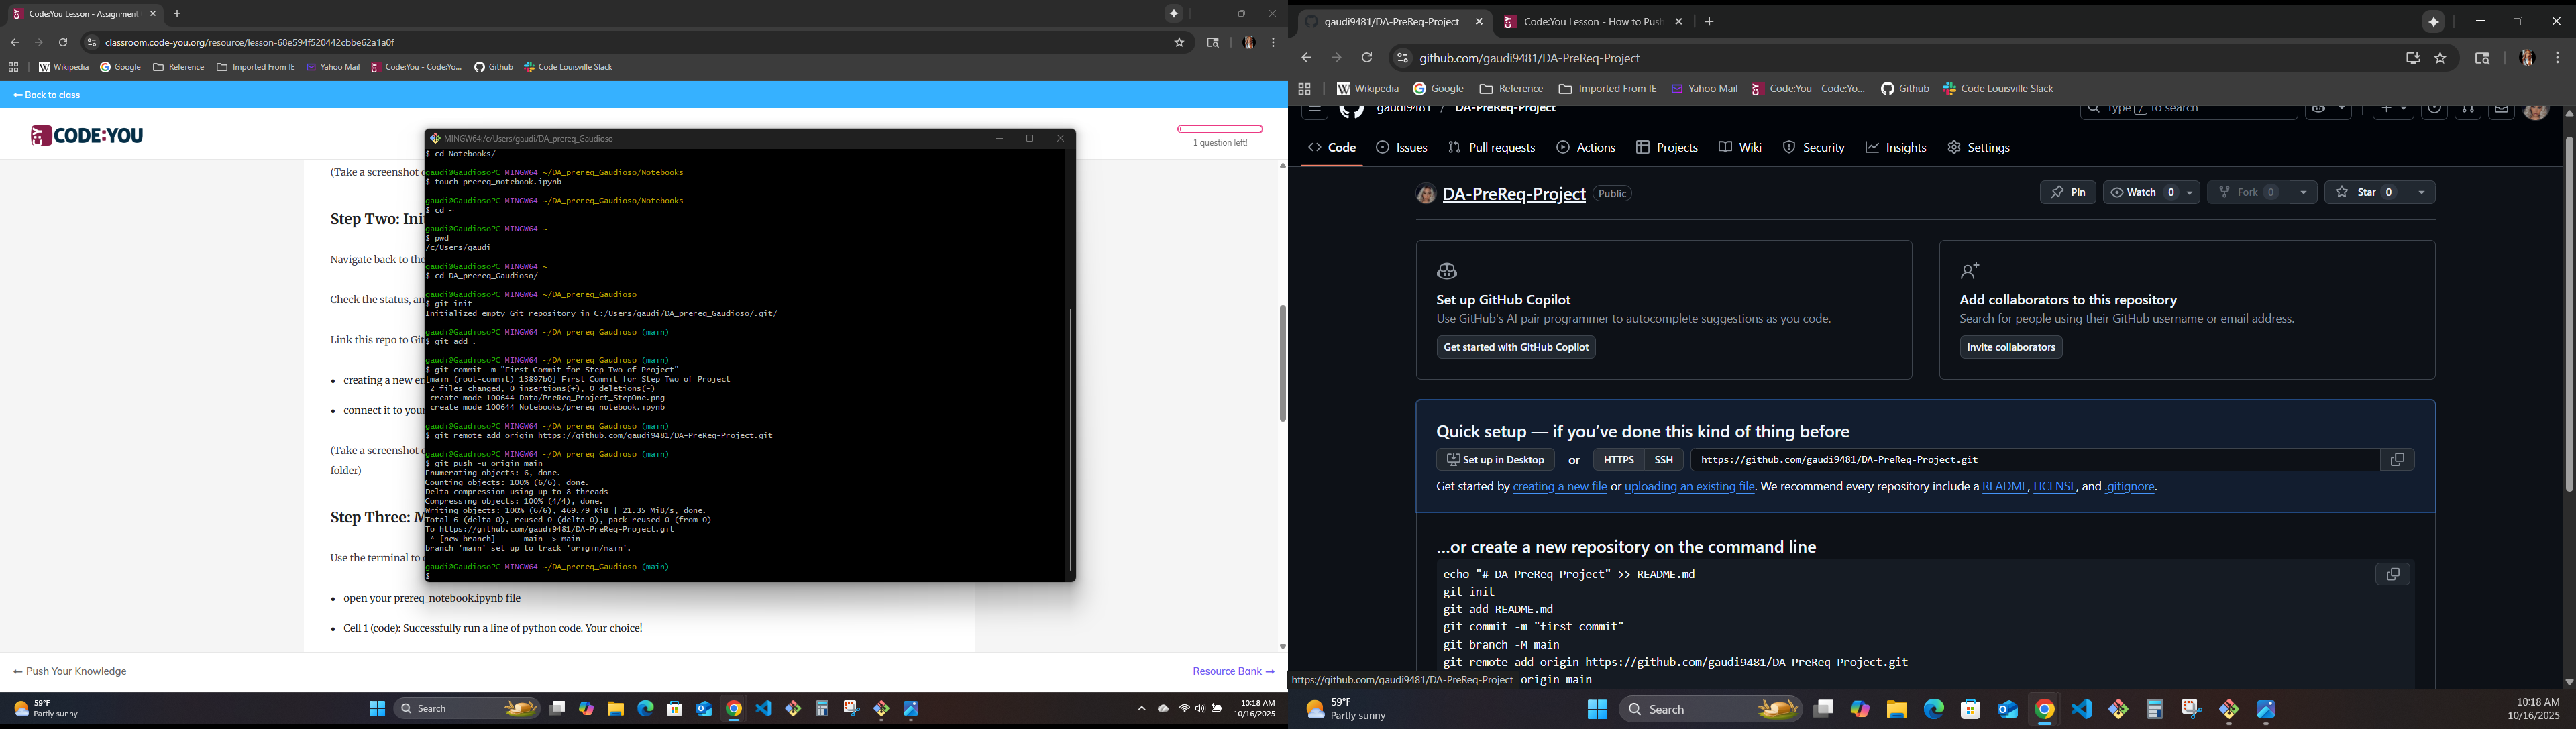 Code:You Lesson - Assignment
classroom.code-you.org/resource/lesson-68e594f520442cbbe62a1a0f
Wikipedia Google Reference Imported From IE Yahoo Mail Code:You - Code:Yo... Github Code Louisville Slack
Back to class
CODE:YOU
1 question left!
(Take a screenshot
Step Two: Ini
Navigate back to the
Check the status, an
Link this repo to Git
• creating a new
• connect it to your
(Take a screenshot
folder)
Step Three: M
Use the terminal to
• open your prereq_notebook.ipynb file
• Cell 1 (code): Successfully run a line of python code. Your choice!
Push Your Knowledge
Resource Bank
MINGW64:/c/Users/gaudi/DA_prereq_Gaudioso
$ cd Notebooks/
gaudi@GaudiosoPC MINGW64 ~/DA_prereq_Gaudioso/Notebooks
$ touch prereq_notebook.ipynb
gaudi@GaudiosoPC MINGW64 ~/DA_prereq_Gaudioso/Notebooks
$ cd ~
gaudi@GaudiosoPC MINGW64 ~
$ pwd
/c/Users/gaudi
gaudi@GaudiosoPC MINGW64 ~
$ cd DA_prereq_Gaudioso/
gaudi@GaudiosoPC MINGW64 ~/DA_prereq_Gaudioso
$ git init
Initialized empty Git repository in C:/Users/gaudi/DA_prereq_Gaudioso/.git/
gaudi@GaudiosoPC MINGW64 ~/DA_prereq_Gaudioso (main)
$ git add .
gaudi@GaudiosoPC MINGW64 ~/DA_prereq_Gaudioso (main)
$ git commit -m "First Commit for Step Two of Project"
[main (root-commit) 13897b0] First Commit for Step Two of Project
2 files changed, 0 insertions(+), 0 deletions(-)
create mode 100644 Data/PreReq_Project_StepOne.png
create mode 100644 Notebooks/prereq_notebook.ipynb
gaudi@GaudiosoPC MINGW64 ~/DA_prereq_Gaudioso (main)
$ git remote add origin https://github.com/gaudi9481/DA-PreReq-Project.git
gaudi@GaudiosoPC MINGW64 ~/DA_prereq_Gaudioso (main)
$ git push -u origin main
Enumerating objects: 6, done.
Counting objects: 100% (6/6), done.
Delta compression using up to 8 threads
Compressing objects: 100% (4/4), done.
Writing objects: 100% (6/6), 469.79 KiB | 21.35 MiB/s, done.
Total 6 (delta 0), reused 0 (delta 0), pack-reused 0 (from 0)
To https://github.com/gaudi9481/DA-PreReq-Project.git
* [new branch] main -> main
branch 'main' set up to track 'origin/main'.
gaudi@GaudiosoPC MINGW64 ~/DA_prereq_Gaudioso (main)
$
59°F
Partly sunny
Search
10:18 AM
10/16/2025
gaudi9481/DA-PreReq-Project
Code:You Lesson - How to Push
github.com/gaudi9481/DA-PreReq-Project
Wikipedia Google Reference Imported From IE Yahoo Mail Code:You - Code:Yo... Github Code Louisville Slack
gaudi9481 / DA-PreReq-Project
Type / to search
Code Issues Pull requests Actions Projects Wiki Security Insights Settings
DA-PreReq-Project Public
Pin Watch 0 Fork 0 Star 0
Set up GitHub Copilot
Use GitHub's AI pair programmer to autocomplete suggestions as you code.
Get started with GitHub Copilot
Add collaborators to this repository
Search for people using their GitHub username or email address.
Invite collaborators
Quick setup — if you've done this kind of thing before
Set up in Desktop or HTTPS SSH https://github.com/gaudi9481/DA-PreReq-Project.git
Get started by creating a new file or uploading an existing file. We recommend every repository include a README, LICENSE, and .gitignore.
...or create a new repository on the command line
echo "# DA-PreReq-Project" >> README.md
git init
git add README.md
git commit -m "first commit"
git branch -M main
git remote add origin https://github.com/gaudi9481/DA-PreReq-Project.git
origin main
https://github.com/gaudi9481/DA-PreReq-Project
59°F
Partly sunny
Search
10:18 AM
10/16/2025